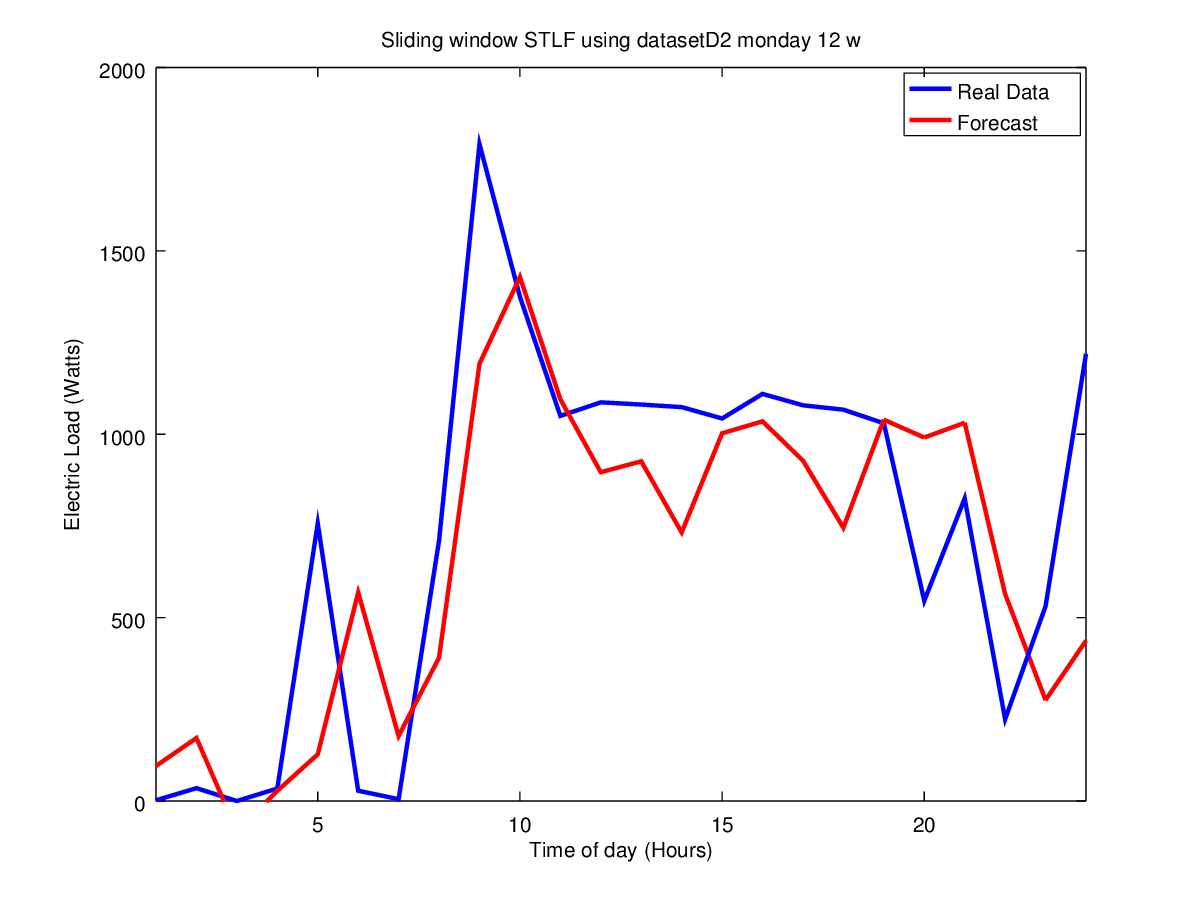 Sliding window STLF using datasetD2 monday 12 w
2000
1500
1000
500
0
Electric Load (Watts)
Real Data
Forecast
5 10 15 20
Time of day (Hours)